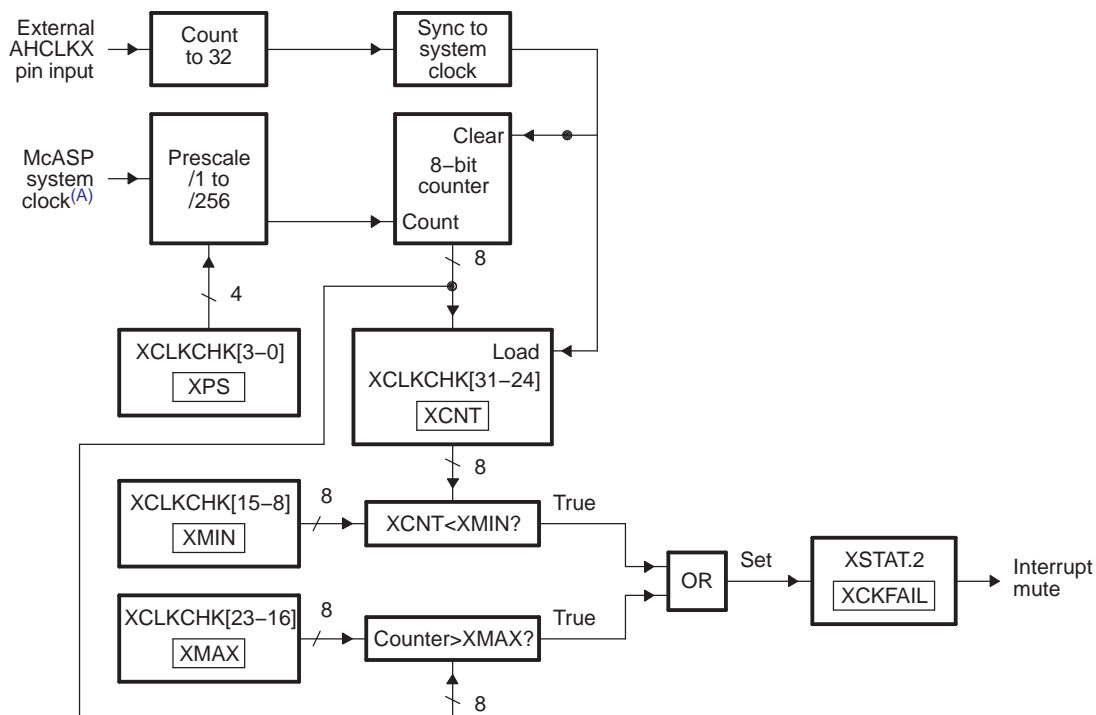 External
AHCLKX
pin input
Count
to 32
Sync to
system
clock
McASP
system
clock(A)
Prescale
/1 to
/256
Clear
8−bit
counter
Count
8
4
XCLKCHK[3−0]
XPS
Load
XCLKCHK[31−24]
XCNT
8
XCLKCHK[15−8]
XMIN
8
XCNT<XMIN?
True
OR
Set
XSTAT.2
XCKFAIL
Interrupt
mute
XCLKCHK[23−16]
XMAX
8
Counter>XMAX?
True
8